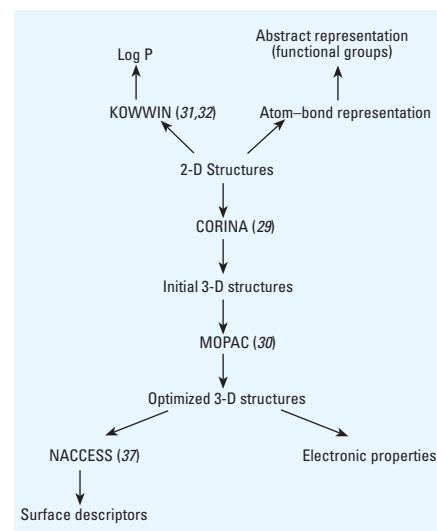 Abstract representation
(functional groups)
Log P
KOWWIN (31,32)
Atom–bond representation
2-D Structures
CORINA (29)
Initial 3-D structures
MOPAC (30)
Optimized 3-D structures
NACCESS (37)
Electronic properties
Surface descriptors